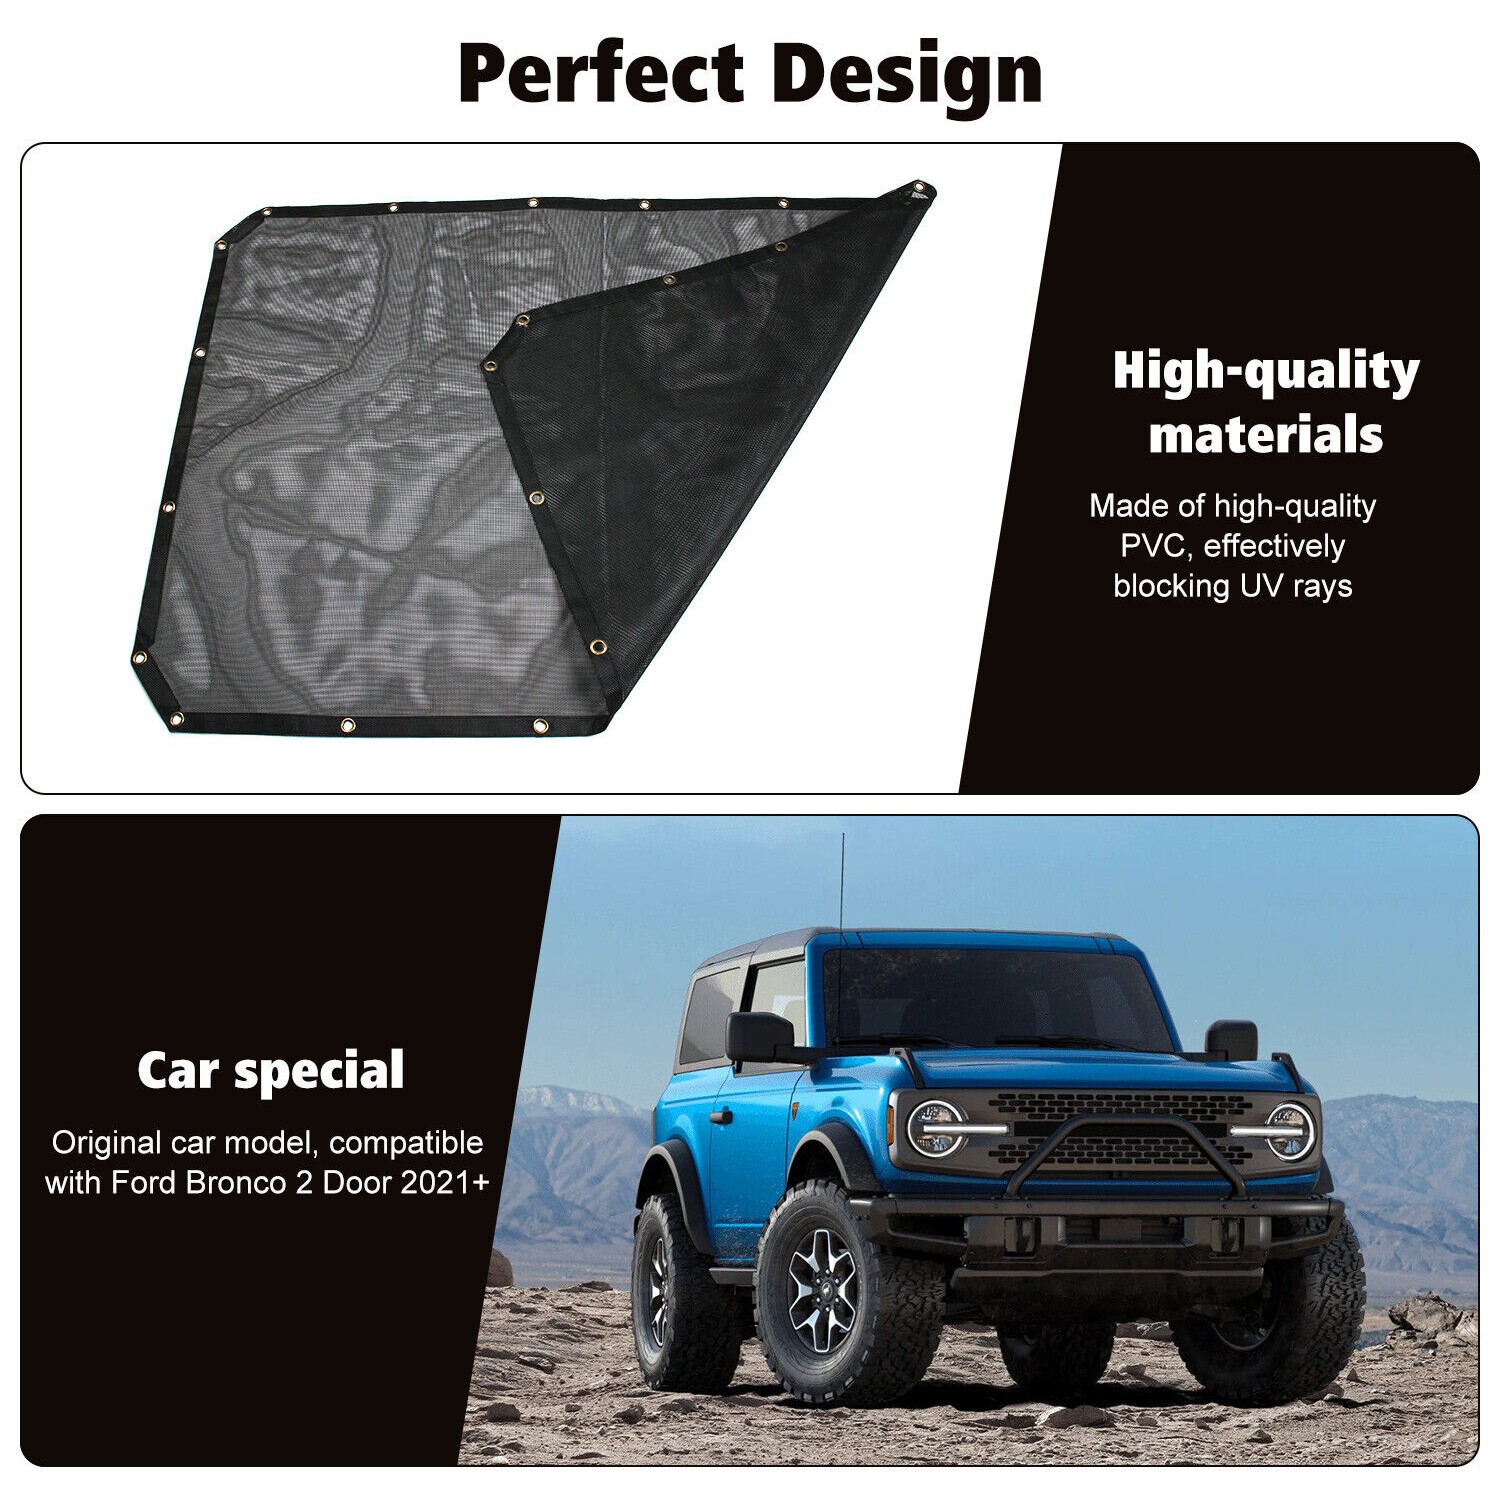 Perfect Design
High-quality
materials
Made of high-quality
PVC, effectively
blocking UV rays
Car special
Original car model, compatible
with Ford Bronco 2 Door 2021+